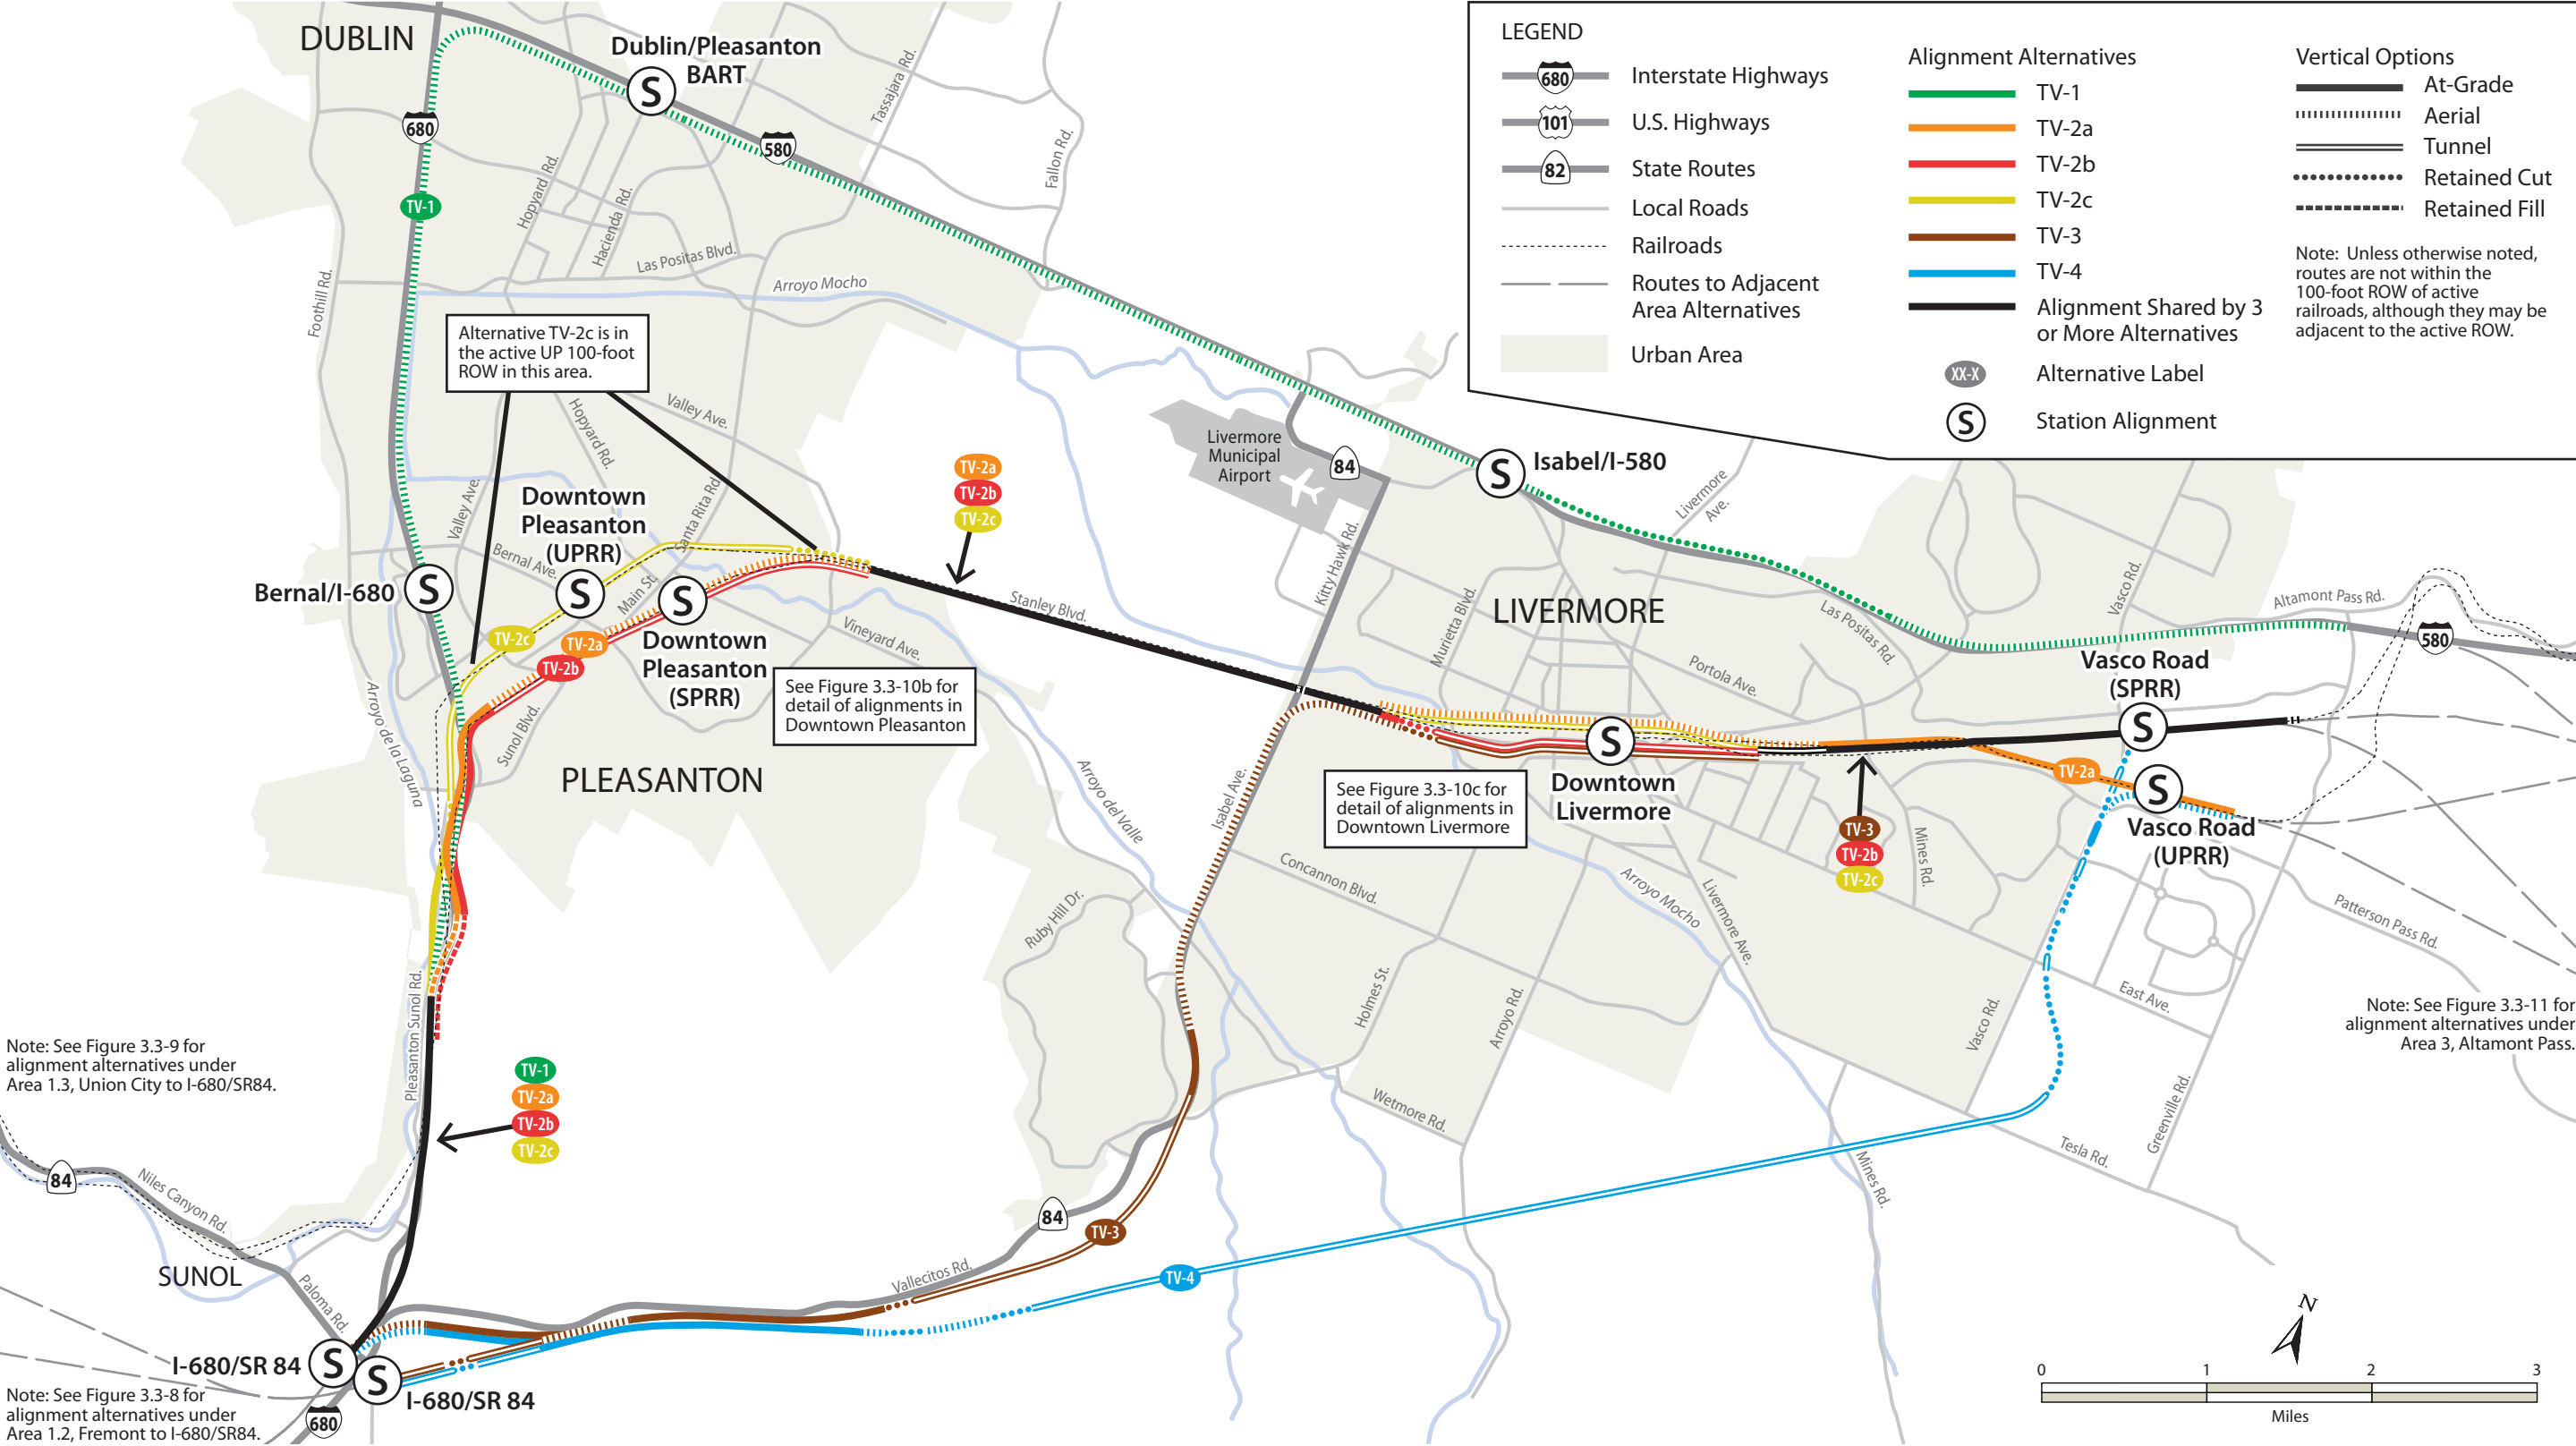 DUBLIN
Dublin/Pleasanton
BART
S
680
580
TV-1
Tassajara Rd.
Fallon Rd.
Hopyard Rd.
Hacienda Rd.
Las Positas Blvd.
Arroyo Mocho
Foothill Rd.
LEGEND
680
Interstate Highways
101
U.S. Highways
82
State Routes
Local Roads
Railroads
Routes to Adjacent
Area Alternatives
Urban Area
Alignment Alternatives
TV-1
TV-2a
TV-2b
TV-2c
TV-3
TV-4
Alignment Shared by 3
or More Alternatives
XX-X
Alternative Label
S
Station Alignment
Vertical Options
At-Grade
Aerial
Tunnel
Retained Cut
Retained Fill
Note: Unless otherwise noted,
routes are not within the
100-foot ROW of active
railroads, although they may be
adjacent to the active ROW.
Alternative TV-2c is in
the active UP 100-foot
ROW in this area.
Hopyard Rd.
Valley Ave.
Valley Ave.
Santa Rita Rd.
Bernal Ave.
Main St.
Downtown
Pleasanton
(UPRR)
S
Bernal/I-680
S
S
Downtown
Pleasanton
(SPRR)
TV-2c
TV-2a
TV-2b
Sunol Blvd.
Arroyo de la Laguna
PLEASANTON
See Figure 3.3-10b for
detail of alignments in
Downtown Pleasanton
Vineyard Ave.
TV-2a
TV-2b
TV-2c
Stanley Blvd.
Arroyo del Valle
Livermore
Municipal
Airport
84
Kitty Hawk Rd.
Isabel/I-580
S
Livermore
Ave.
LIVERMORE
Murietta Blvd.
Las Positas Rd.
Portola Ave.
Vasco Rd.
Altamont Pass Rd.
580
Vasco Road
(SPRR)
S
TV-2a
S
Vasco Road
(UPRR)
S
Downtown
Livermore
See Figure 3.3-10c for
detail of alignments in
Downtown Livermore
TV-3
TV-2b
TV-2c
Isabel Ave.
Concannon Blvd.
Arroyo Mocho
Livermore Ave.
Mines Rd.
Patterson Pass Rd.
East Ave.
Ruby Hill Dr.
Holmes St.
Arroyo Rd.
Vasco Rd.
Greenville Rd.
Tesla Rd.
Wetmore Rd.
Mines Rd.
Note: See Figure 3.3-11 for
alignment alternatives under
Area 3, Altamont Pass.
Pleasanton Sunol Rd.
Note: See Figure 3.3-9 for
alignment alternatives under
Area 1.3, Union City to I-680/SR84.
TV-1
TV-2a
TV-2b
TV-2c
84
Niles Canyon Rd.
SUNOL
Paloma Rd.
84
Vallecitos Rd.
TV-3
TV-4
I-680/SR 84
S
S
I-680/SR 84
680
Note: See Figure 3.3-8 for
alignment alternatives under
Area 1.2, Fremont to I-680/SR84.
N
0 1 2 3
Miles